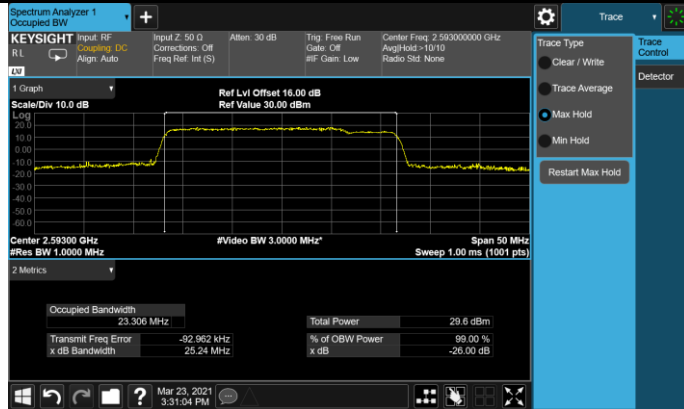 Spectrum Analyzer 1
Occupied BW
Trace
KEYSIGHT
RL
LXI
Input: RF
Coupling: DC
Align: Auto
Input Z: 50 Ω
Corrections: Off
Freq Ref: Int (S)
Atten: 30 dB
Trig: Free Run
Gate: Off
#IF Gain: Low
Center Freq: 2.593000000 GHz
Avg|Hold:>10/10
Radio Std: None
Trace Type
Clear / Write
Trace Average
Max Hold
Min Hold
Restart Max Hold
Trace
Control
Detector
1 Graph
Scale/Div 10.0 dB
Ref Lvl Offset 16.00 dB
Ref Value 30.00 dBm
Log
20.0
10.0
0.00
-10.0
-20.0
-30.0
-40.0
-50.0
-60.0
Center 2.59300 GHz
#Res BW 1.0000 MHz
#Video BW 3.0000 MHz*
Span 50 MHz
Sweep 1.00 ms (1001 pts)
2 Metrics
Occupied Bandwidth
23.306 MHz
Total Power 29.6 dBm
Transmit Freq Error -92.962 kHz
% of OBW Power 99.00 %
x dB Bandwidth 25.24 MHz
x dB -26.00 dB
Mar 23, 2021
3:31:04 PM